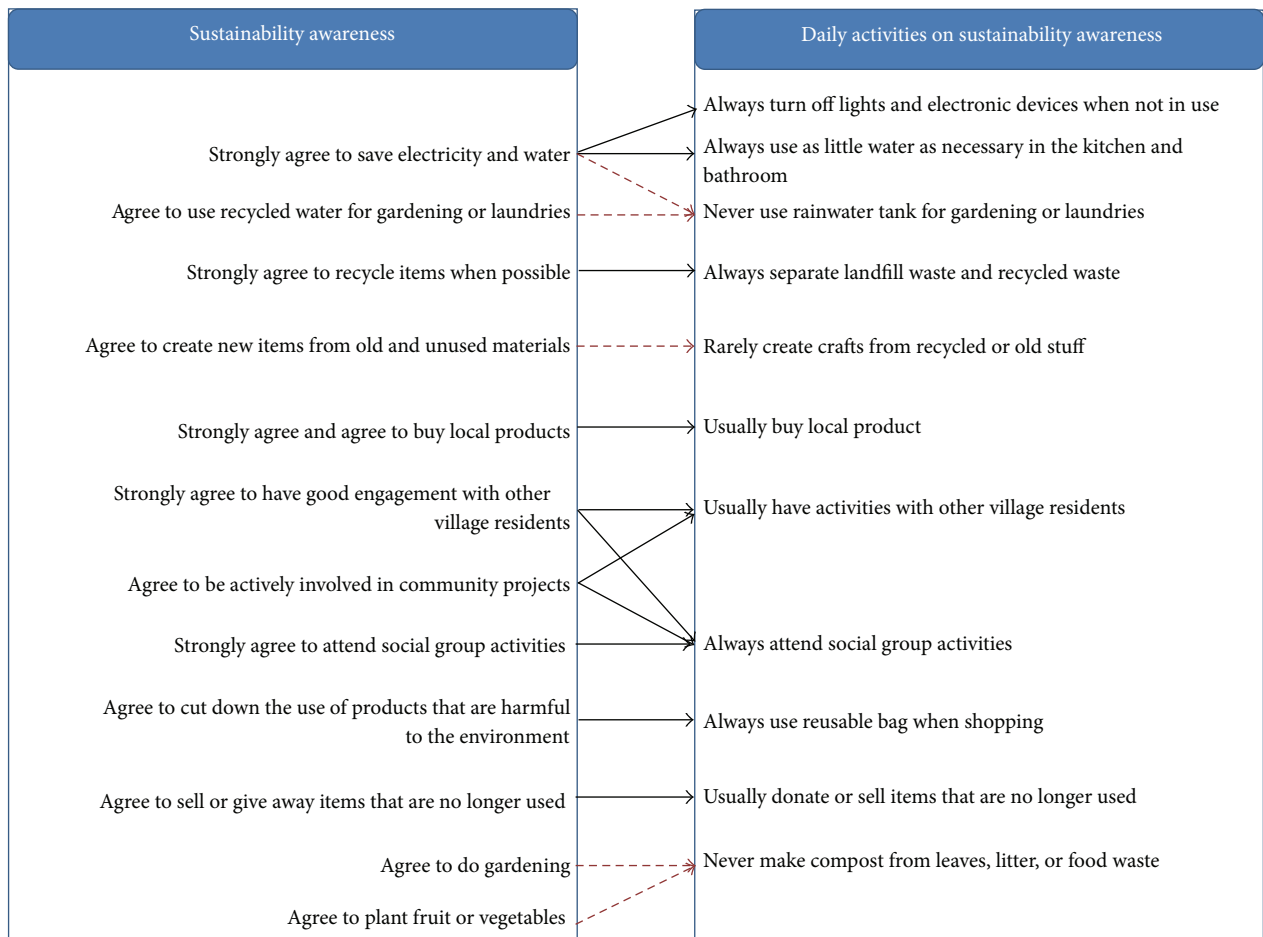 Sustainability awareness
Daily activities on sustainability awareness
Strongly agree to save electricity and water
Agree to use recycled water for gardening or laundries
Strongly agree to recycle items when possible
Agree to create new items from old and unused materials
Strongly agree and agree to buy local products
Strongly agree to have good engagement with other
village residents
Agree to be actively involved in community projects
Strongly agree to attend social group activities
Agree to cut down the use of products that are harmful
to the environment
Agree to sell or give away items that are no longer used
Agree to do gardening
Agree to plant fruit or vegetables
Always turn off lights and electronic devices when not in use
Always use as little water as necessary in the kitchen and
bathroom
Never use rainwater tank for gardening or laundries
Always separate landfill waste and recycled waste
Rarely create crafts from recycled or old stuff
Usually buy local product
Usually have activities with other village residents
Always attend social group activities
Always use reusable bag when shopping
Usually donate or sell items that are no longer used
Never make compost from leaves, litter, or food waste